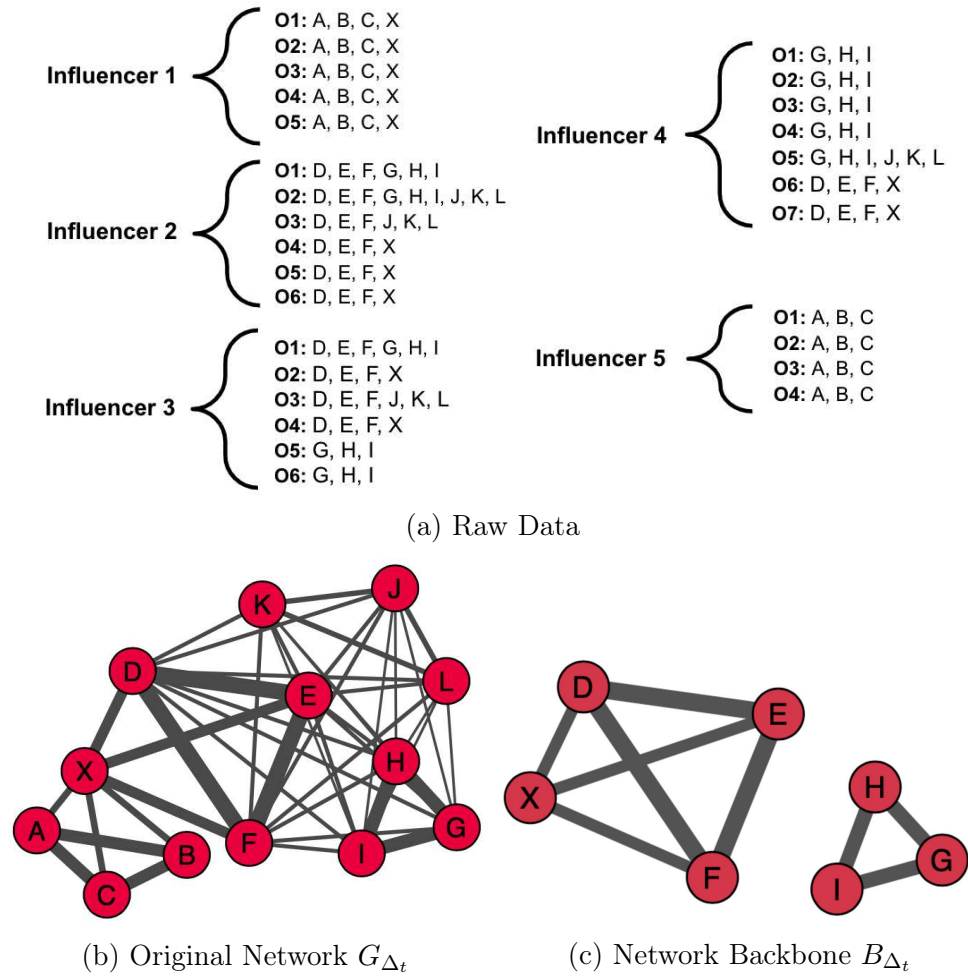 Influencer 1
O1: A, B, C, X
O2: A, B, C, X
O3: A, B, C, X
O4: A, B, C, X
O5: A, B, C, X
Influencer 2
O1: D, E, F, G, H, I
O2: D, E, F, G, H, I, J, K, L
O3: D, E, F, J, K, L
O4: D, E, F, X
O5: D, E, F, X
O6: D, E, F, X
Influencer 3
O1: D, E, F, G, H, I
O2: D, E, F, X
O3: D, E, F, J, K, L
O4: D, E, F, X
O5: G, H, I
O6: G, H, I
Influencer 4
O1: G, H, I
O2: G, H, I
O3: G, H, I
O4: G, H, I
O5: G, H, I, J, K, L
O6: D, E, F, X
O7: D, E, F, X
Influencer 5
O1: A, B, C
O2: A, B, C
O3: A, B, C
O4: A, B, C
(a) Raw Data
K
J
D
E
L
X
H
A
B
F
I
G
C
(b) Original Network $G_{\Delta_t}$
D
E
X
F
H
G
I
(c) Network Backbone $B_{\Delta_t}$